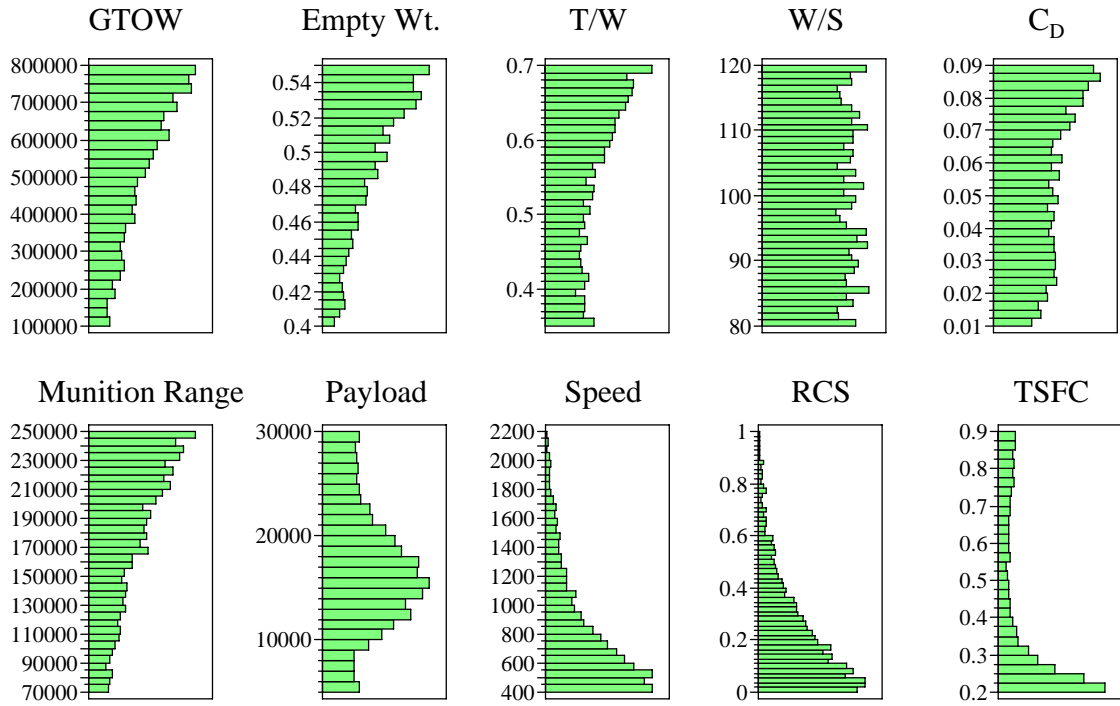 GTOW Empty Wt. T/W W/S C_D
800000 0.54 0.7 120 0.09
700000 0.52 0.6 110 0.08
600000 0.5 0.5 100 0.07
500000 0.48 0.4 90 0.06
400000 0.46 80 0.05
300000 0.44 0.04
200000 0.42 0.03
100000 0.4 0.02
0.01
Munition Range Payload Speed RCS TSFC
250000 30000 2200 1 0.9
230000 20000 2000 0.8 0.8
210000 10000 1800 0.6 0.7
190000 1600 0.4 0.6
170000 1400 0.2 0.5
150000 1200 0 0.4
130000 1000 0.3
110000 800 0.2
90000 600
70000 400